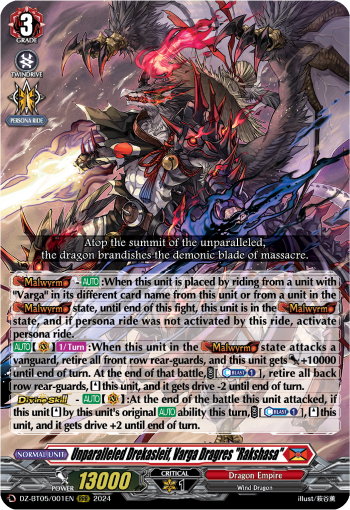 3
GRADE
TWINDRIVE
PERSONA RIDE
Atop the summit of the unparalleled,
the dragon brandishes the demonic blade of massacre.
Malwyrm - AUTO :When this unit is placed by riding from a unit with
"Varga" in its different card name from this unit or from a unit in the
Malwyrm state, until end of this fight, this unit is in the Malwyrm
state, and if persona ride was not activated by this ride, activate
persona ride.
AUTO 1/Turn :When this unit in the Malwyrm state attacks a
vanguard, retire all front row rear-guards, and this unit gets +10000
until end of turn. At the end of that battle, [ BLAST 1 ], retire all back
row rear-guards, this unit, and it gets drive -2 until end of turn.
Divine Skill - AUTO :At the end of the battle this unit attacked, if
this unit by this unit's original AUTO ability this turn, [ BLAST 1 ] this
unit, and it gets drive +2 until end of turn.
NORMAL UNIT
Unparalleled Drekasleif, Varga Dragres "Rakshasa"
POWER 13000
CRITICAL
1
Dragon Empire
Wind Dragon
D DZ-BT05/001EN RRR 2024
illust/萩谷薫